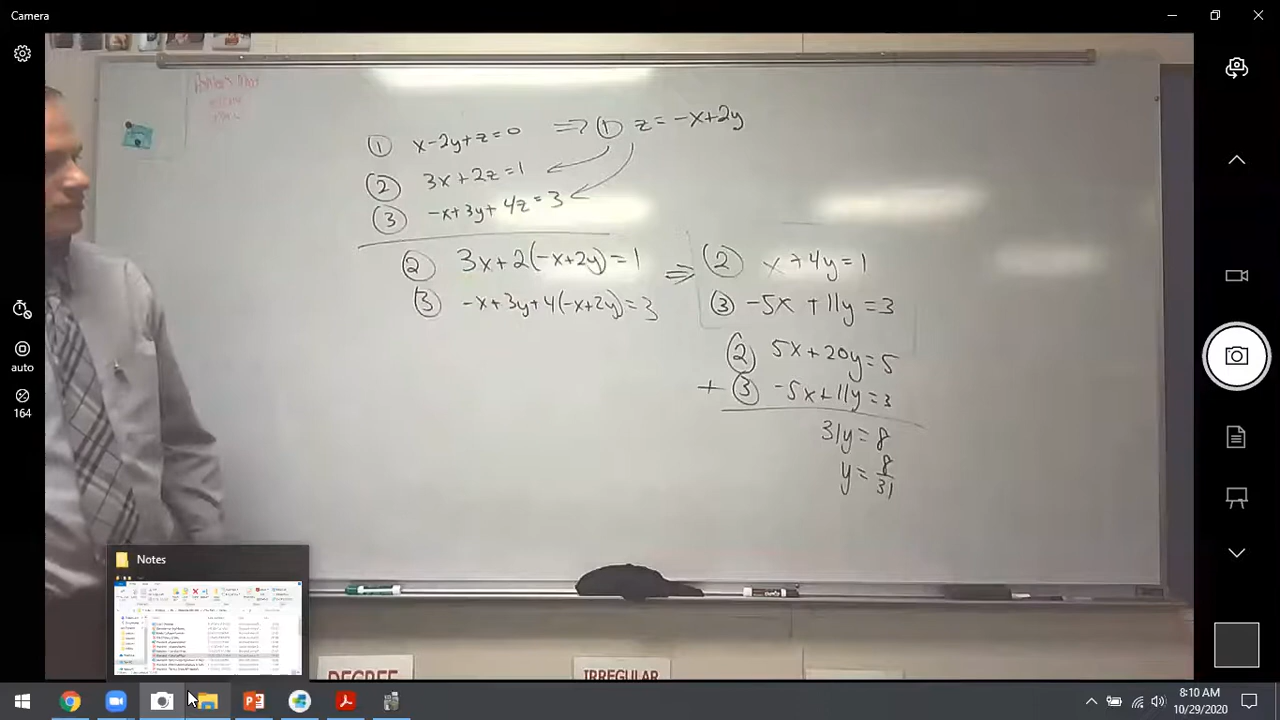 Camera
① x-2y+z=0 ⇒ ① z = -x+2y
② 3x+2z=1
③ -x+3y+4z=3
② 3x+2(-x+2y)=1 ⇒ ② x+4y=1
③ -x+3y+4(-x+2y)=3 ③ -5x+11y=3
② 5x+20y=5
+ ③ -5x+11y=3
31y=8
y=8/31
auto
164
Notes
DEGREE
IRREGULAR
8:10 AM
10/29/2020